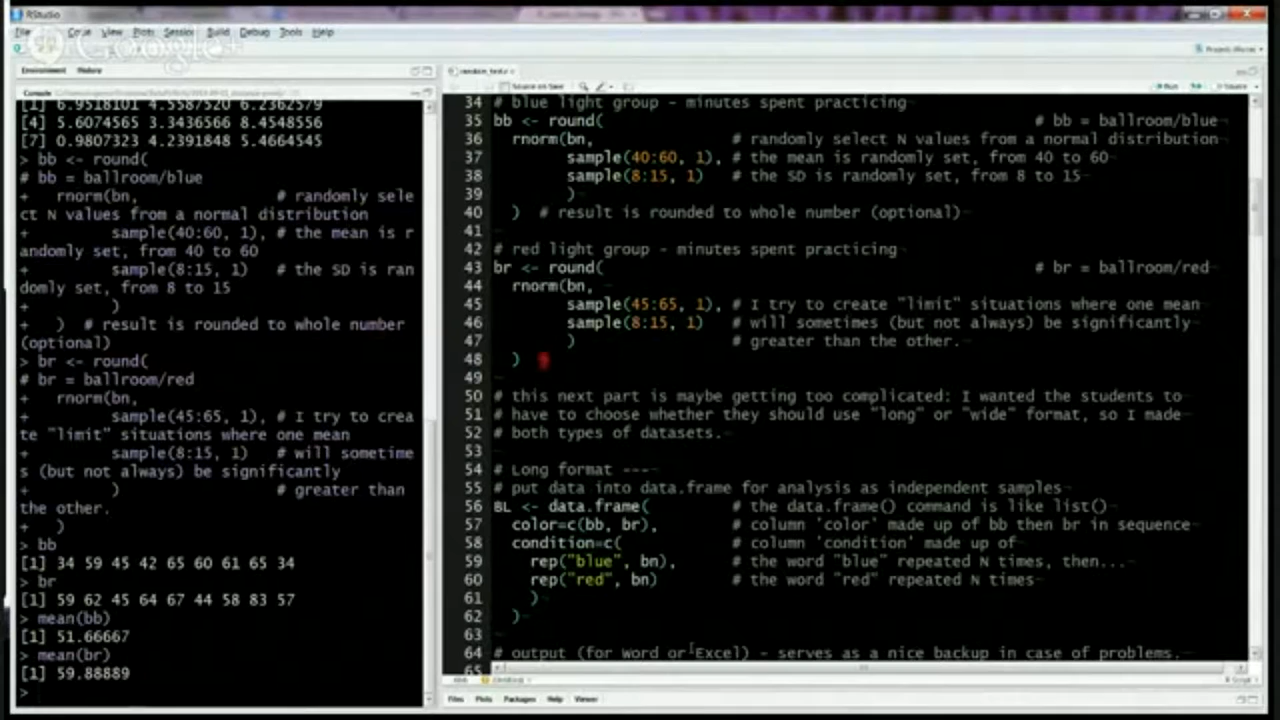 RStudio
File Code View Plots Session Build Debug Tools Help
Google+
Environment History
Console
[1] 6.9518101 4.5587520 6.2362579
[4] 5.6074565 3.3436566 8.4548556
[7] 0.9807323 4.2391848 5.4664545
> bb <- round(
# bb = ballroom/blue
+   rnorm(bn,               # randomly sele
ct N values from a normal distribution
+         sample(40:60, 1), # the mean is r
andomly set, from 40 to 60
+         sample(8:15, 1)   # the SD is ran
domly set, from 8 to 15
+         )
+   )  # result is rounded to whole number
(optional)
> br <- round(
# br = ballroom/red
+   rnorm(bn,
+         sample(45:65, 1), # I try to crea
te "limit" situations where one mean
+         sample(8:15, 1)   # will sometime
s (but not always) be significantly
+         )                 # greater than
the other.
+   )
> bb
[1] 34 59 45 42 65 60 61 65 34
> br
[1] 59 62 45 64 67 44 58 83 57
> mean(bb)
[1] 51.66667
> mean(br)
[1] 59.88889
>
Source on Save Run Source
34 # blue light group - minutes spent practicing
35 bb <- round( # bb = ballroom/blue
36   rnorm(bn,               # randomly select N values from a normal distribution
37         sample(40:60, 1), # the mean is randomly set, from 40 to 60
38         sample(8:15, 1)   # the SD is randomly set, from 8 to 15
39         )
40   )  # result is rounded to whole number (optional)
41
42 # red light group - minutes spent practicing
43 br <- round( # br = ballroom/red
44   rnorm(bn,
45         sample(45:65, 1), # I try to create "limit" situations where one mean
46         sample(8:15, 1)   # will sometimes (but not always) be significantly
47         )                 # greater than the other.
48   )
49
50 # this next part is maybe getting too complicated: I wanted the students to
51 # have to choose whether they should use "long" or "wide" format, so I made
52 # both types of datasets.
53
54 # Long format ---
55 # put data into data.frame for analysis as independent samples
56 BL <- data.frame(         # the data.frame() command is like list()
57   color=c(bb, br),        # column 'color' made up of bb then br in sequence
58   condition=c(            # column 'condition' made up of
59     rep("blue", bn),      # the word "blue" repeated N times, then...
60     rep("red", bn)        # the word "red" repeated N times
61     )
62   )
63
64 # output (for Word or Excel) - serves as a nice backup in case of problems.
65
Files Plots Packages Help Viewer